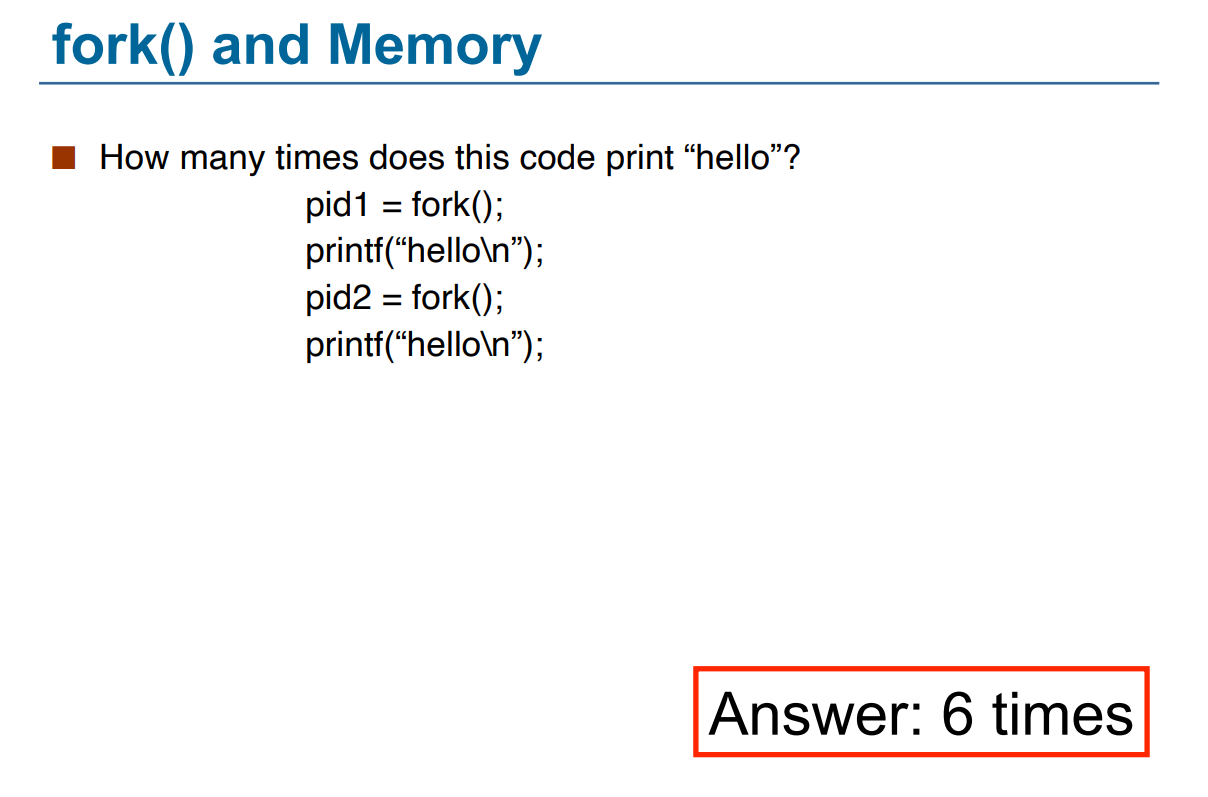 fork() and Memory
How many times does this code print “hello”?
pid1 = fork();
printf(“hello\n”);
pid2 = fork();
printf(“hello\n”);
Answer: 6 times